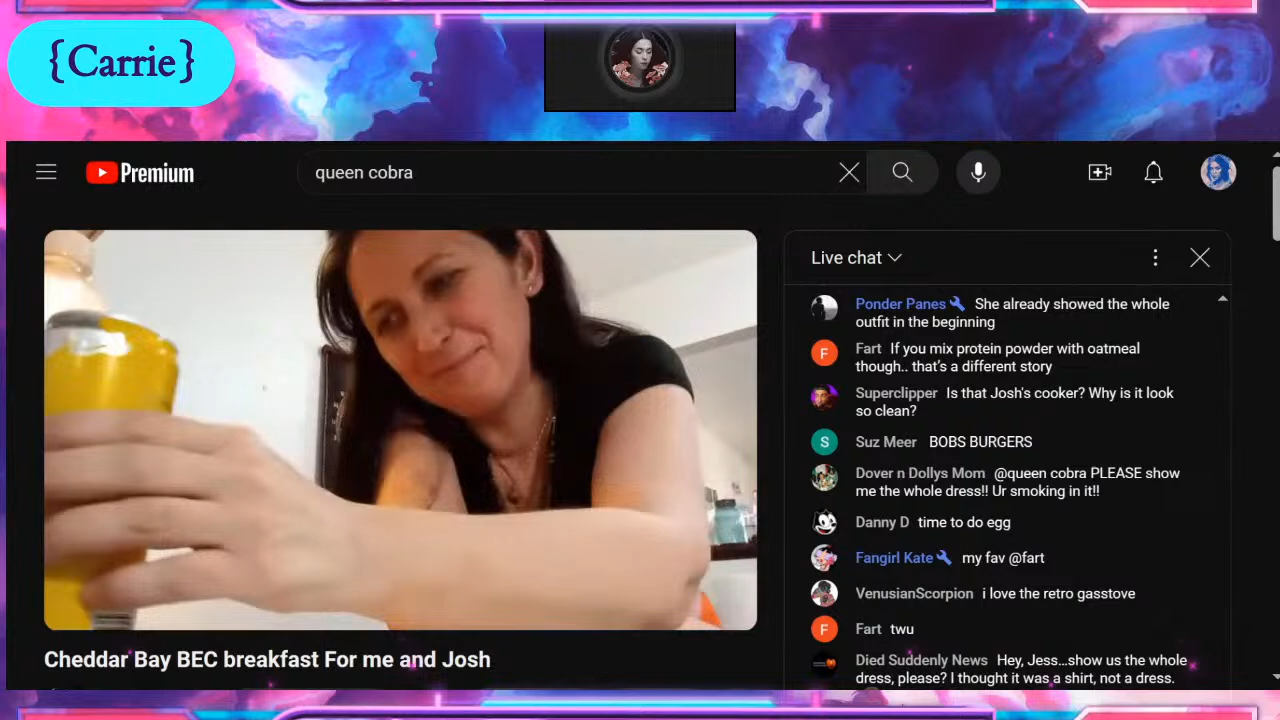 {Carrie}
Premium
queen cobra
Live chat
Ponder Panes She already showed the whole
outfit in the beginning
F Fart If you mix protein powder with oatmeal
though.. that's a different story
Superclipper Is that Josh's cooker? Why is it look
so clean?
S Suz Meer BOBS BURGERS
Dover n Dollys Mom @queen cobra PLEASE show
me the whole dress!! Ur smoking in it!!
Danny D time to do egg
Fangirl Kate my fav @fart
VenusianScorpion i love the retro gasstove
F Fart twu
Died Suddenly News Hey, Jess...show us the whole
dress, please? I thought it was a shirt, not a dress.
Cheddar Bay BEC breakfast For me and Josh